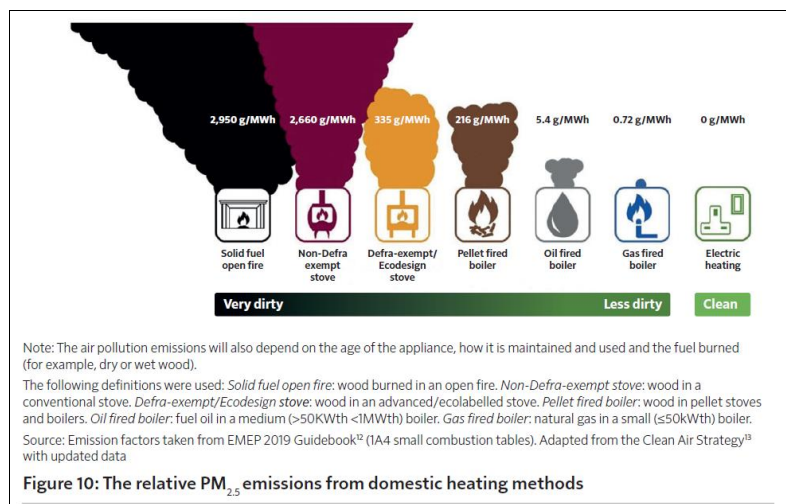 2,950 g/MWh
2,660 g/MWh
335 g/MWh
216 g/MWh
5.4 g/MWh
0.72 g/MWh
0 g/MWh
Solid fuel
open fire
Non-Defra
exempt
stove
Defra-exempt/
Ecodesign
stove
Pellet fired
boiler
Oil fired
boiler
Gas fired
boiler
Electric
heating
Very dirty
Less dirty
Clean
Note: The air pollution emissions will also depend on the age of the appliance, how it is maintained and used and the fuel burned
(for example, dry or wet wood).
The following definitions were used: Solid fuel open fire: wood burned in an open fire. Non-Defra-exempt stove: wood in a
conventional stove. Defra-exempt/Ecodesign stove: wood in an advanced/ecolabelled stove. Pellet fired boiler: wood in pellet stoves
and boilers. Oil fired boiler: fuel oil in a medium (>50KWth <1MWth) boiler. Gas fired boiler: natural gas in a small (≤50kWth) boiler.
Source: Emission factors taken from EMEP 2019 Guidebook¹² (1A4 small combustion tables). Adapted from the Clean Air Strategy¹³
with updated data
Figure 10: The relative PM₂.₅ emissions from domestic heating methods